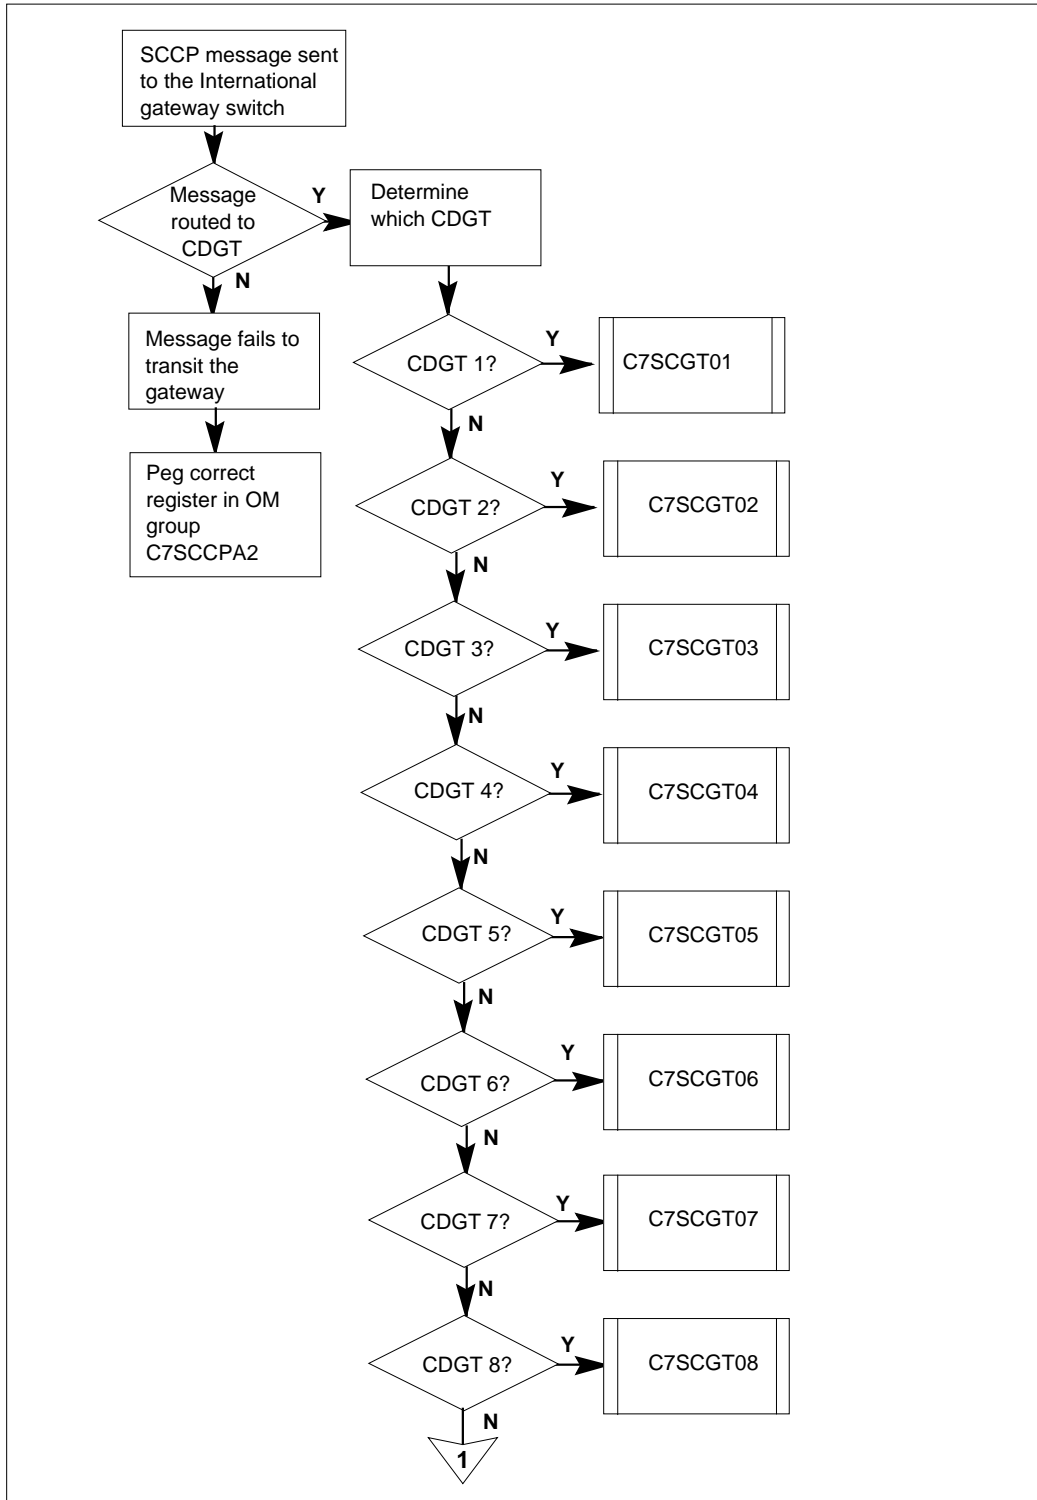 SCCP message sent
to the International
gateway switch
Message
routed to
CDGT
Y
N
Determine
which CDGT
Message fails to
transit the
gateway
Peg correct
register in OM
group
C7SCCPA2
CDGT 1?
Y
C7SCGT01
N
CDGT 2?
Y
C7SCGT02
N
CDGT 3?
Y
C7SCGT03
N
CDGT 4?
Y
C7SCGT04
N
CDGT 5?
Y
C7SCGT05
N
CDGT 6?
Y
C7SCGT06
N
CDGT 7?
Y
C7SCGT07
N
CDGT 8?
Y
C7SCGT08
N
1